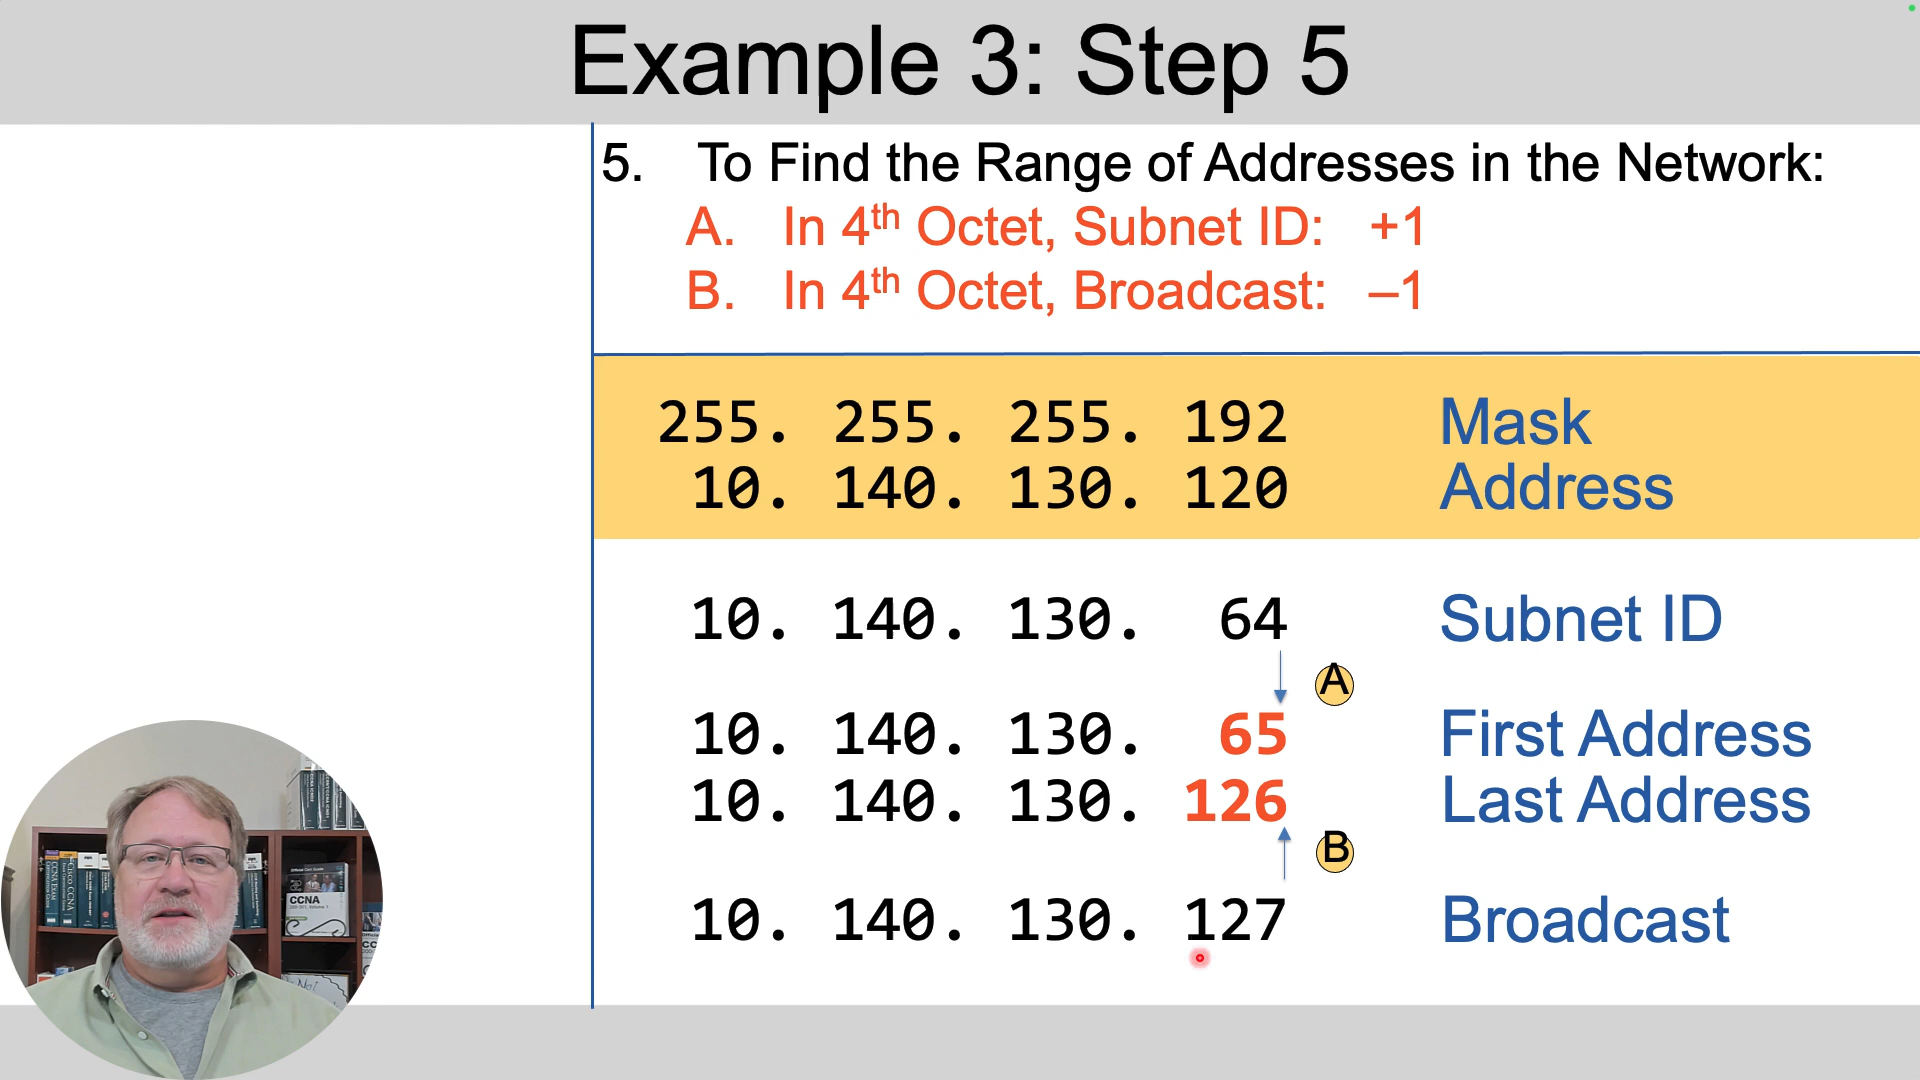 Example 3: Step 5
5. To Find the Range of Addresses in the Network:
A. In 4th Octet, Subnet ID: +1
B. In 4th Octet, Broadcast: –1
255. 255. 255. 192 Mask
10. 140. 130. 120 Address
10. 140. 130. 64 Subnet ID
A
10. 140. 130. 65 First Address
10. 140. 130. 126 Last Address
B
10. 140. 130. 127 Broadcast
CCNA